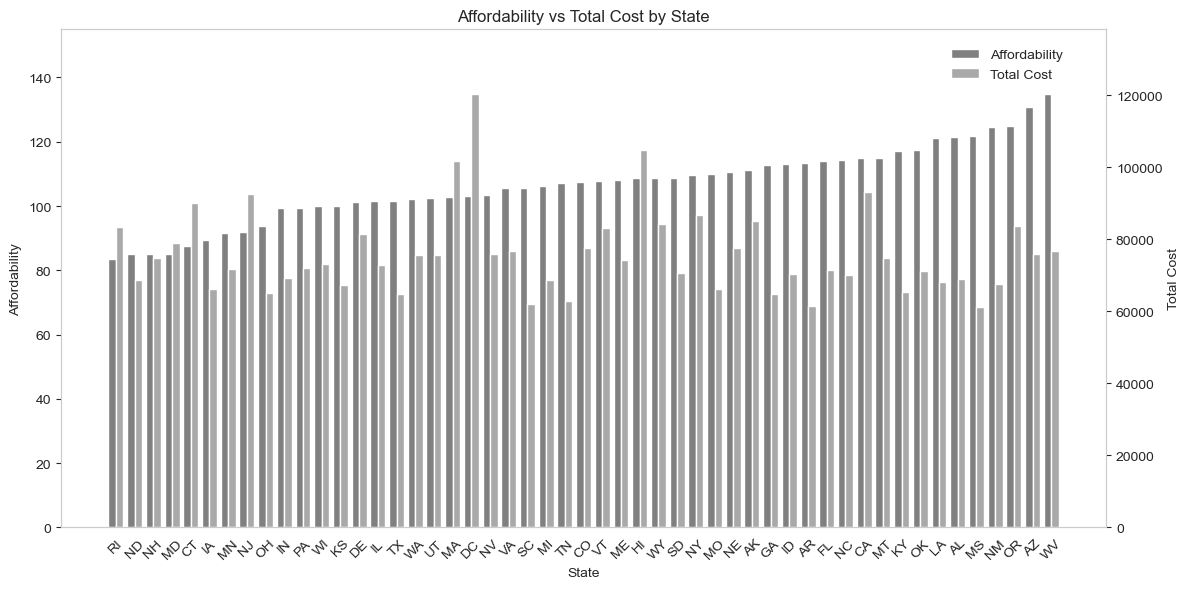 Affordability vs Total Cost by State
Affordability
Total Cost
140
120
100
80
60
40
20
0
Affordability
120000
100000
80000
60000
40000
20000
0
Total Cost
RI ND NH MD CT IA MN NJ OH IN PA WI KS DE IL TX WA UT MA DC NV VA SC MI TN CO VT ME HI WY SD NY MO NE AK GA ID AR FL NC CA MT KY OK LA AL MS NM OR AZ WV
State